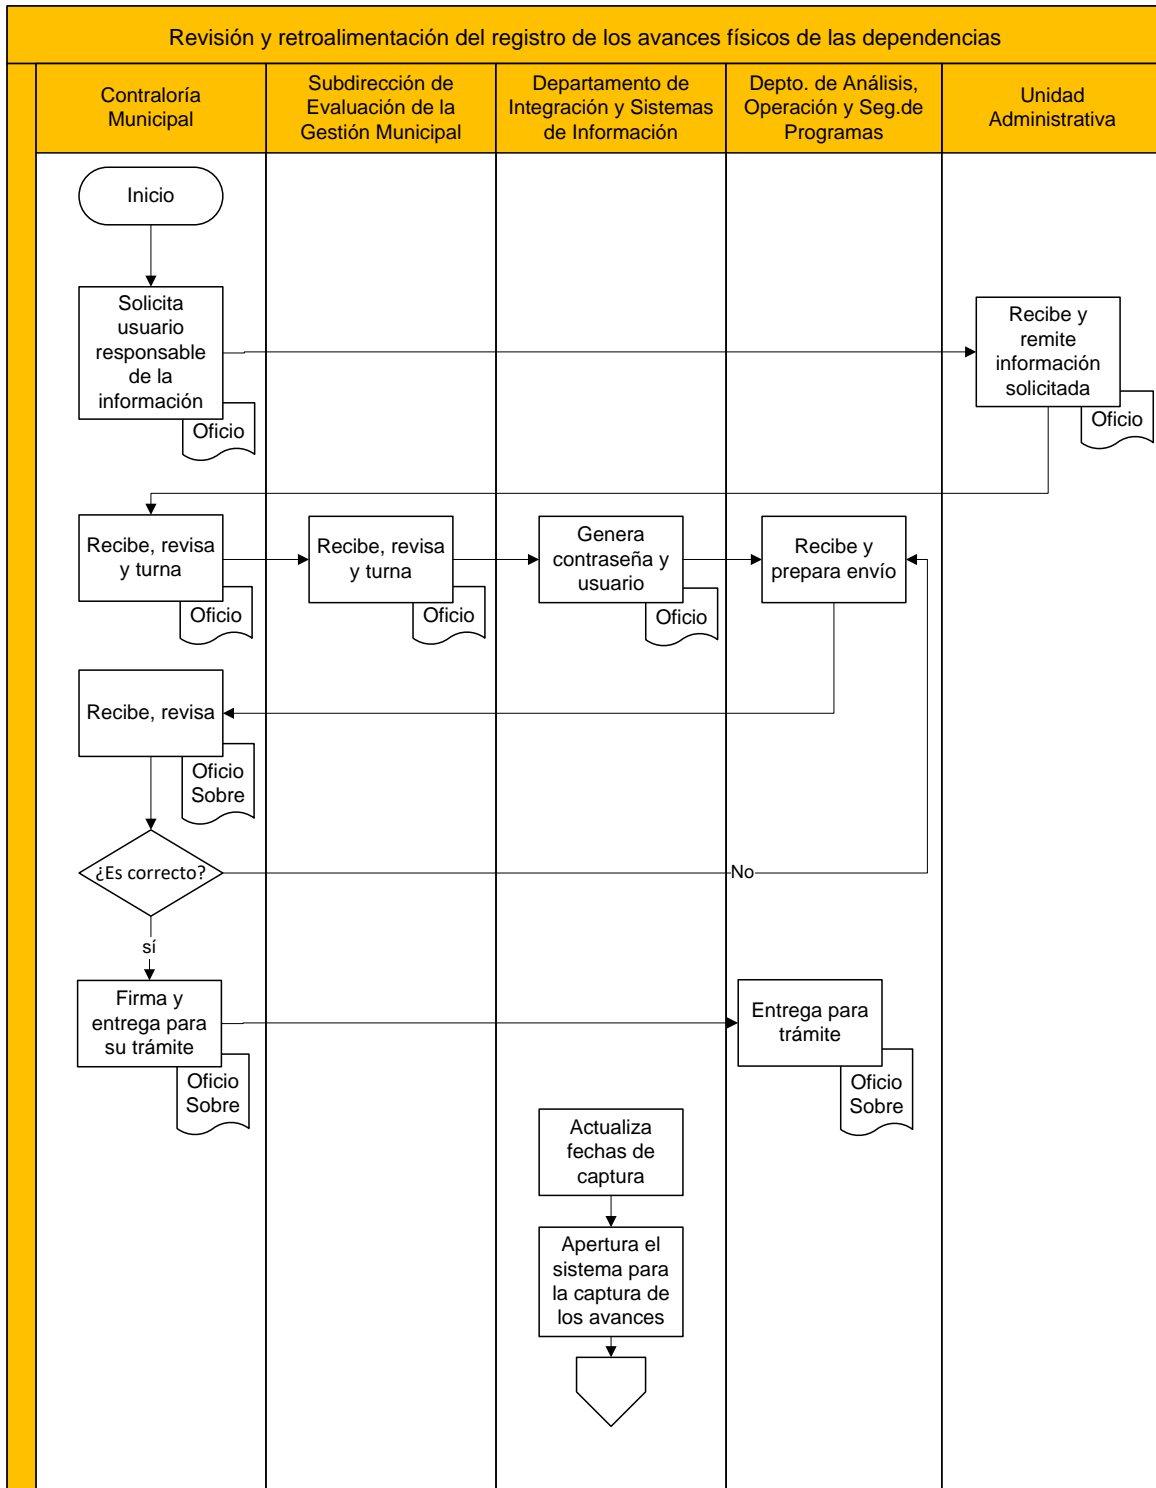 Revisión y retroalimentación del registro de los avances físicos de las dependencias
Contraloría
Municipal
Subdirección de
Evaluación de la
Gestión Municipal
Departamento de
Integración y Sistemas
de Información
Depto. de Análisis,
Operación y Seg.de
Programas
Unidad
Administrativa
Inicio
Solicita
usuario
responsable
de la
información
Oficio
Recibe y
remite
información
solicitada
Oficio
Recibe, revisa
y turna
Oficio
Recibe, revisa
y turna
Oficio
Genera
contraseña y
usuario
Oficio
Recibe y
prepara envío
Recibe, revisa
Oficio
Sobre
¿Es correcto?
No
sí
Firma y
entrega para
su trámite
Oficio
Sobre
Entrega para
trámite
Oficio
Sobre
Actualiza
fechas de
captura
Apertura el
sistema para
la captura de
los avances